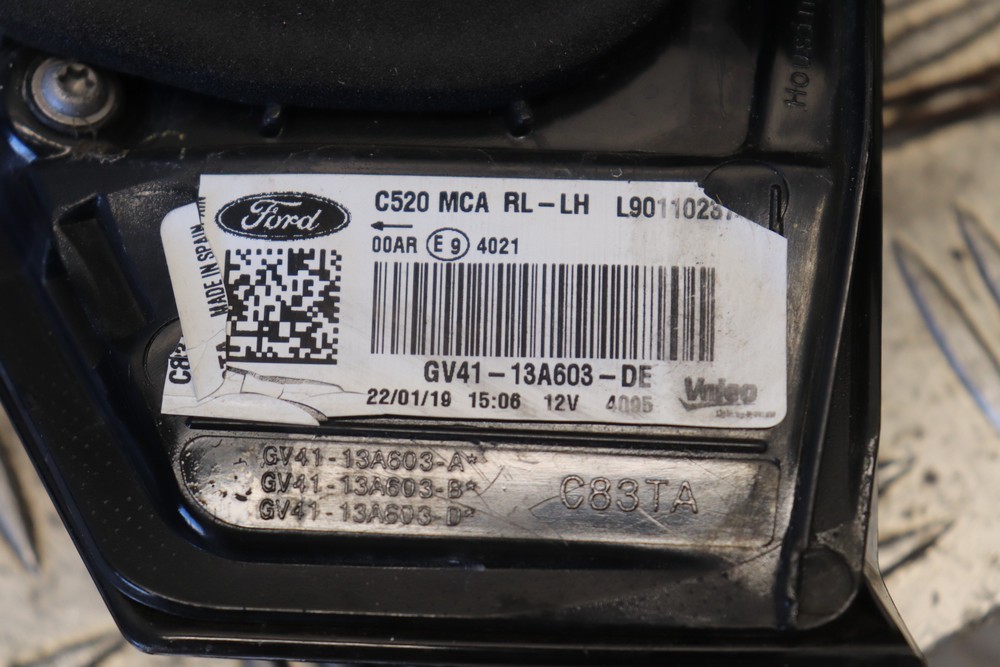 Ford
C520 MCA RL-LH
00AR E9 4021
MADE IN SPAIN
GV41-13A603-DE
22/01/19 15:06 12V 4095
Valeo
GV41-13A603-A*
GV41-13A603-B*
GV41-13A603-D*
C83TA